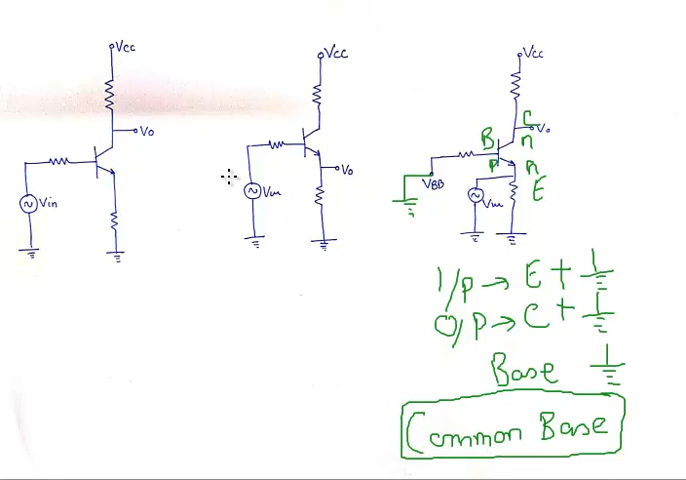 Vcc
Vo
Vin
Vcc
Vo
Vin
Vcc
C
Vo
B
n
P
n
VBB
Vin
E
I/P → E +
O/P → C +
Base
Common Base